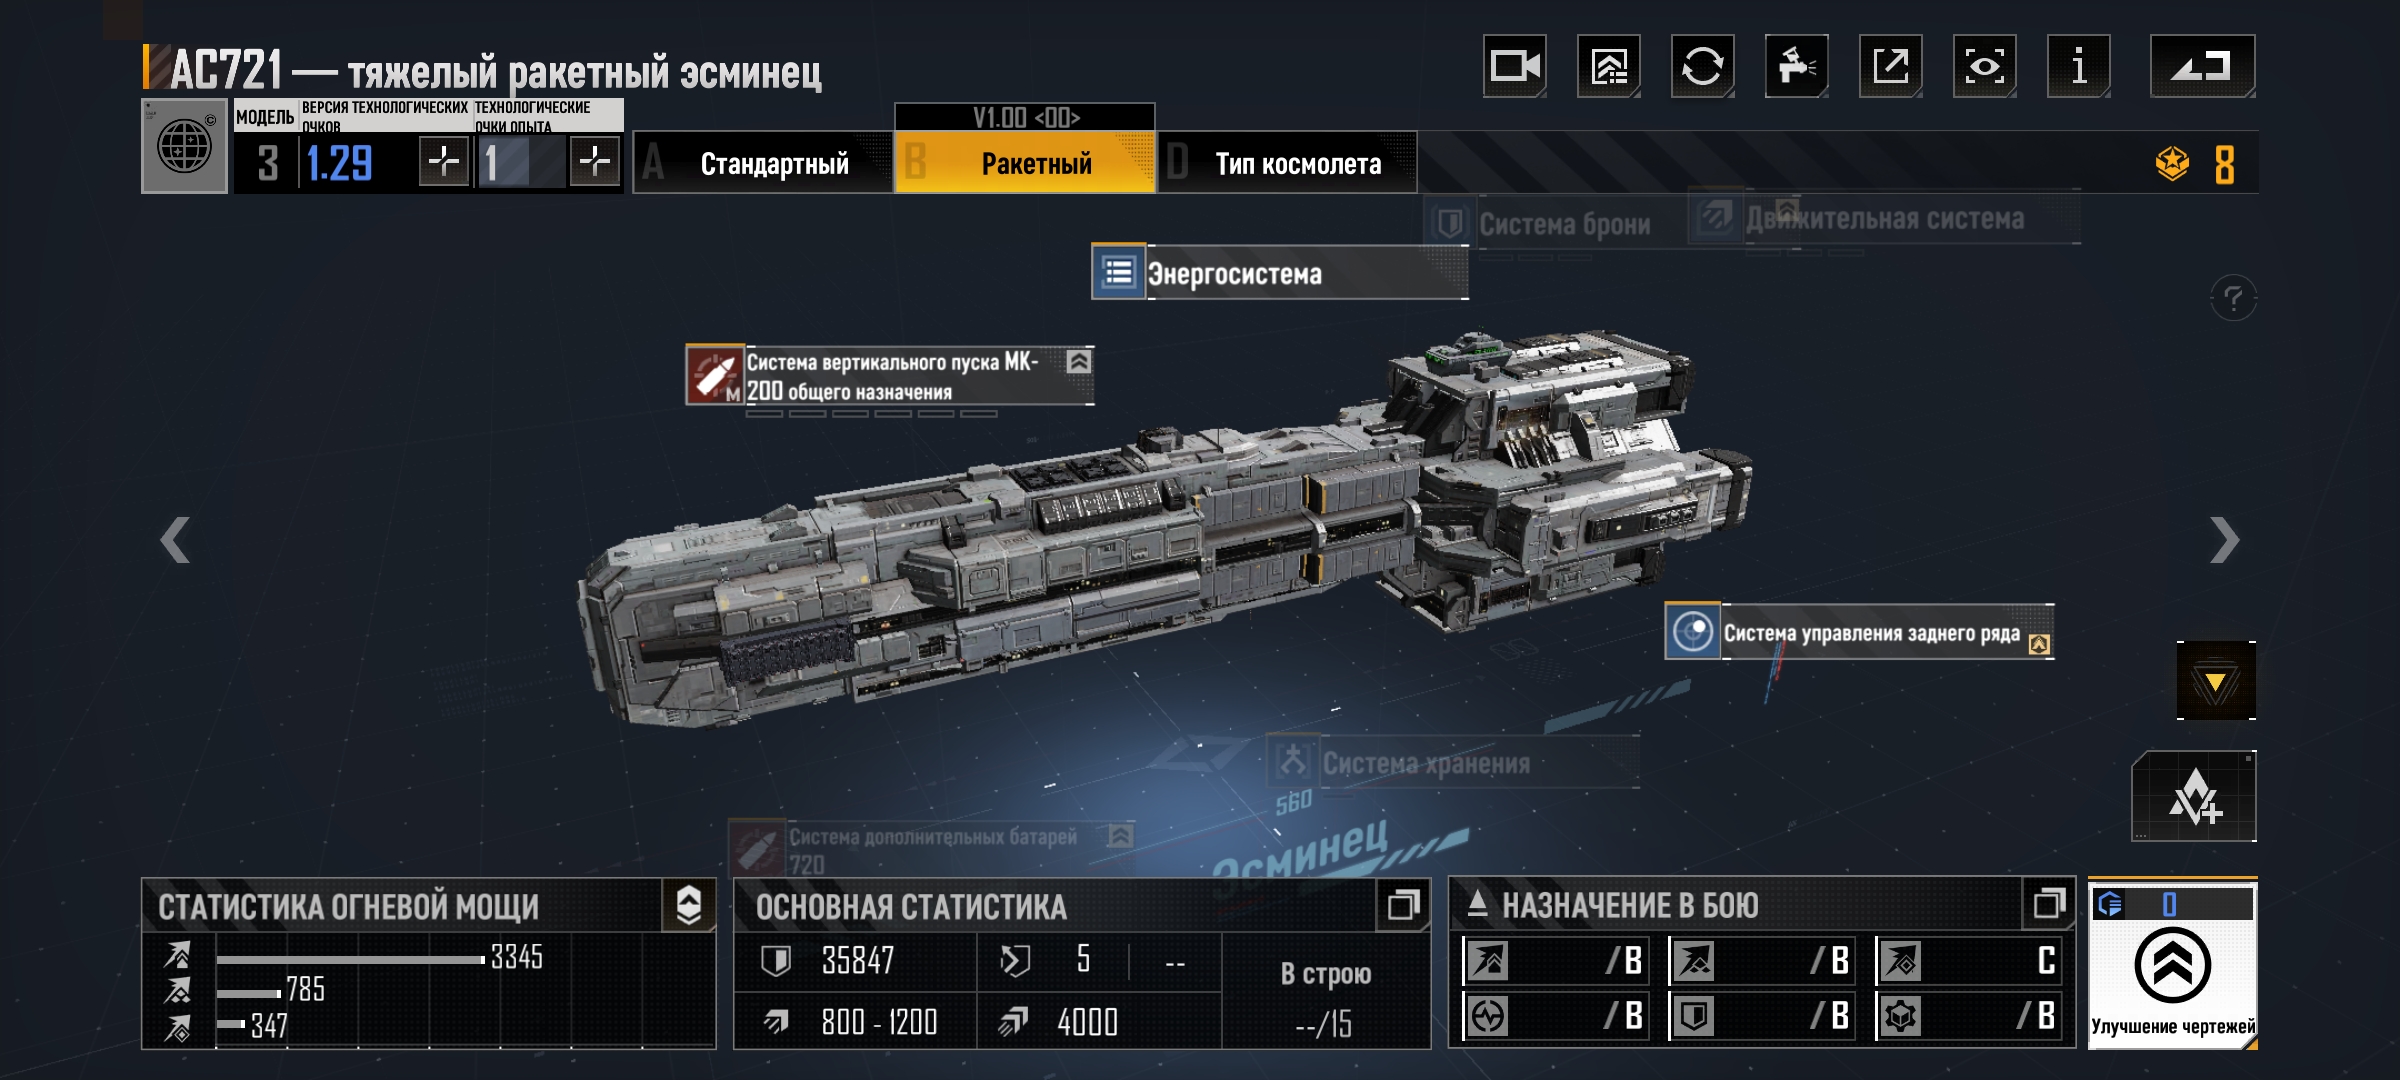 AC721 — тяжелый ракетный эсминец
МОДЕЛЬ
ВЕРСИЯ ТЕХНОЛОГИЧЕСКИХ
ОЧКОВ
ТЕХНОЛОГИЧЕСКИЕ
ОЧКИ ОПЫТА
3
1.29
1
V1.00 <00>
A Стандартный
B Ракетный
D Тип космолета
8
Система брони
Движительная система
Энергосистема
Система вертикального пуска МК-
200 общего назначения
M
Система управления заднего ряда
Система хранения
560
Эсминец
Система дополнительных батарей
720
СТАТИСТИКА ОГНЕВОЙ МОЩИ
3345
785
347
ОСНОВНАЯ СТАТИСТИКА
35847
5
--
800 - 1200
4000
В строю
--/15
НАЗНАЧЕНИЕ В БОЮ
/B
/B
C
/B
/B
/B
0
Улучшение чертежей